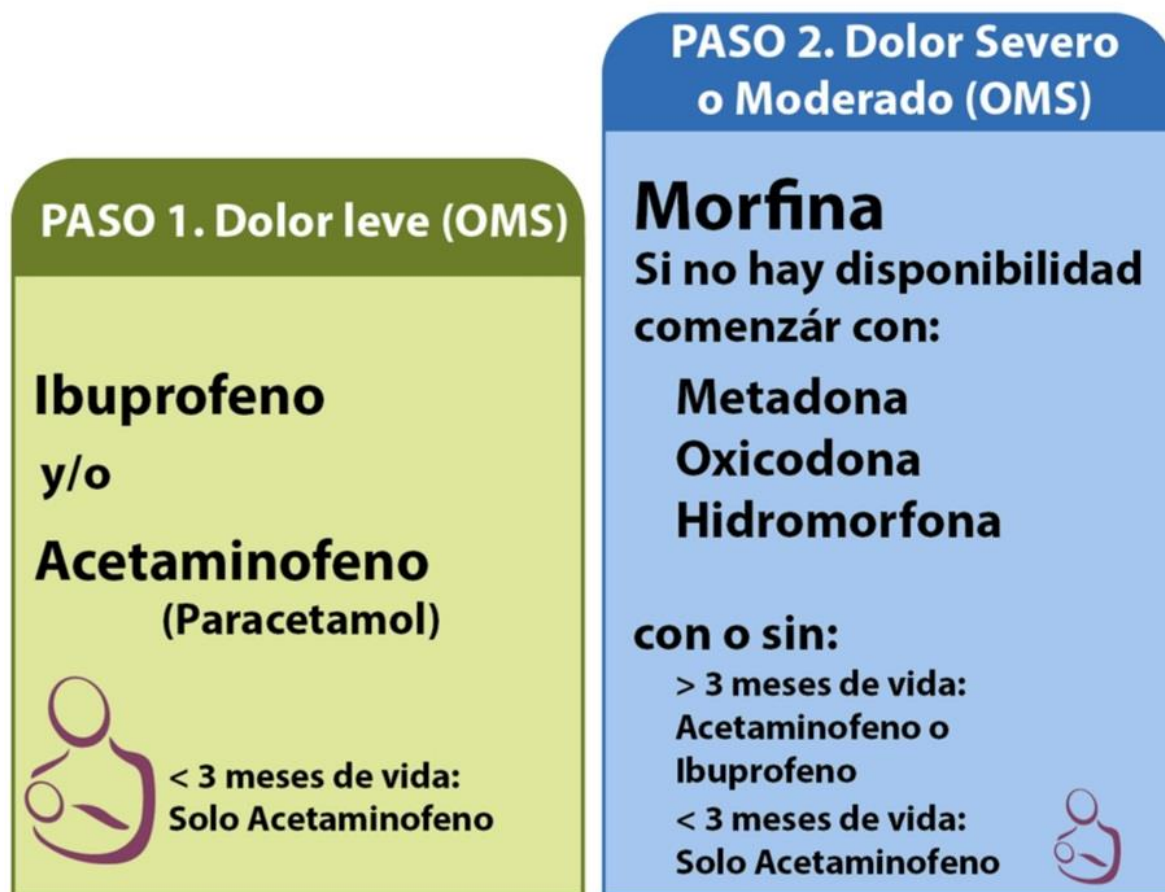 PASO 1. Dolor leve (OMS)
Ibuprofeno
y/o
Acetaminofeno
(Paracetamol)
< 3 meses de vida:
Solo Acetaminofeno
PASO 2. Dolor Severo
o Moderado (OMS)
Morfina
Si no hay disponibilidad
comenzár con:
Metadona
Oxicodona
Hidromorfona
con o sin:
> 3 meses de vida:
Acetaminofeno o
Ibuprofeno
< 3 meses de vida:
Solo Acetaminofeno